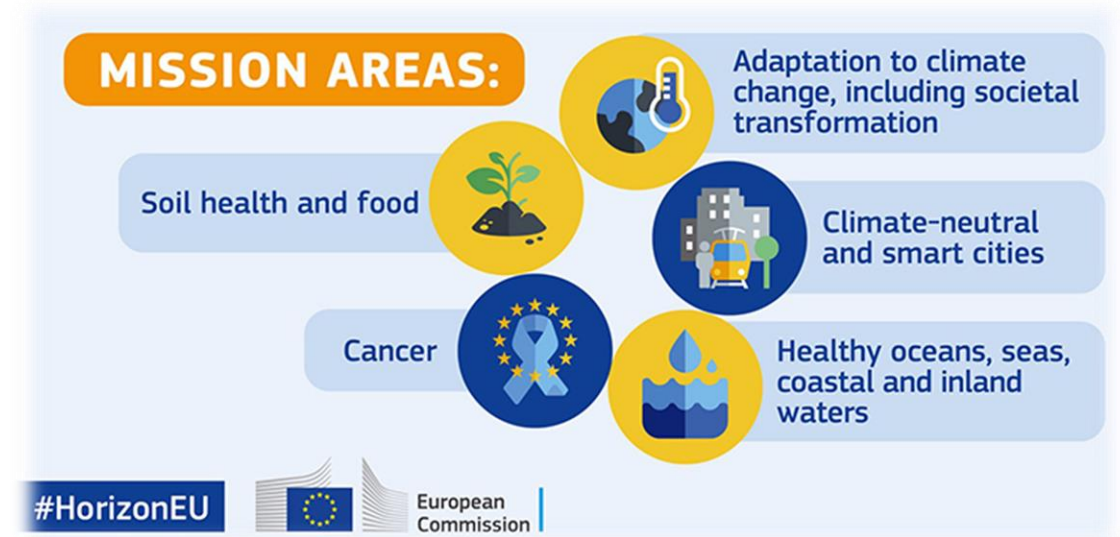 MISSION AREAS:
Adaptation to climate
change, including societal
transformation
Soil health and food
Climate-neutral
and smart cities
Cancer
Healthy oceans, seas,
coastal and inland
waters
#HorizonEU
European
Commission